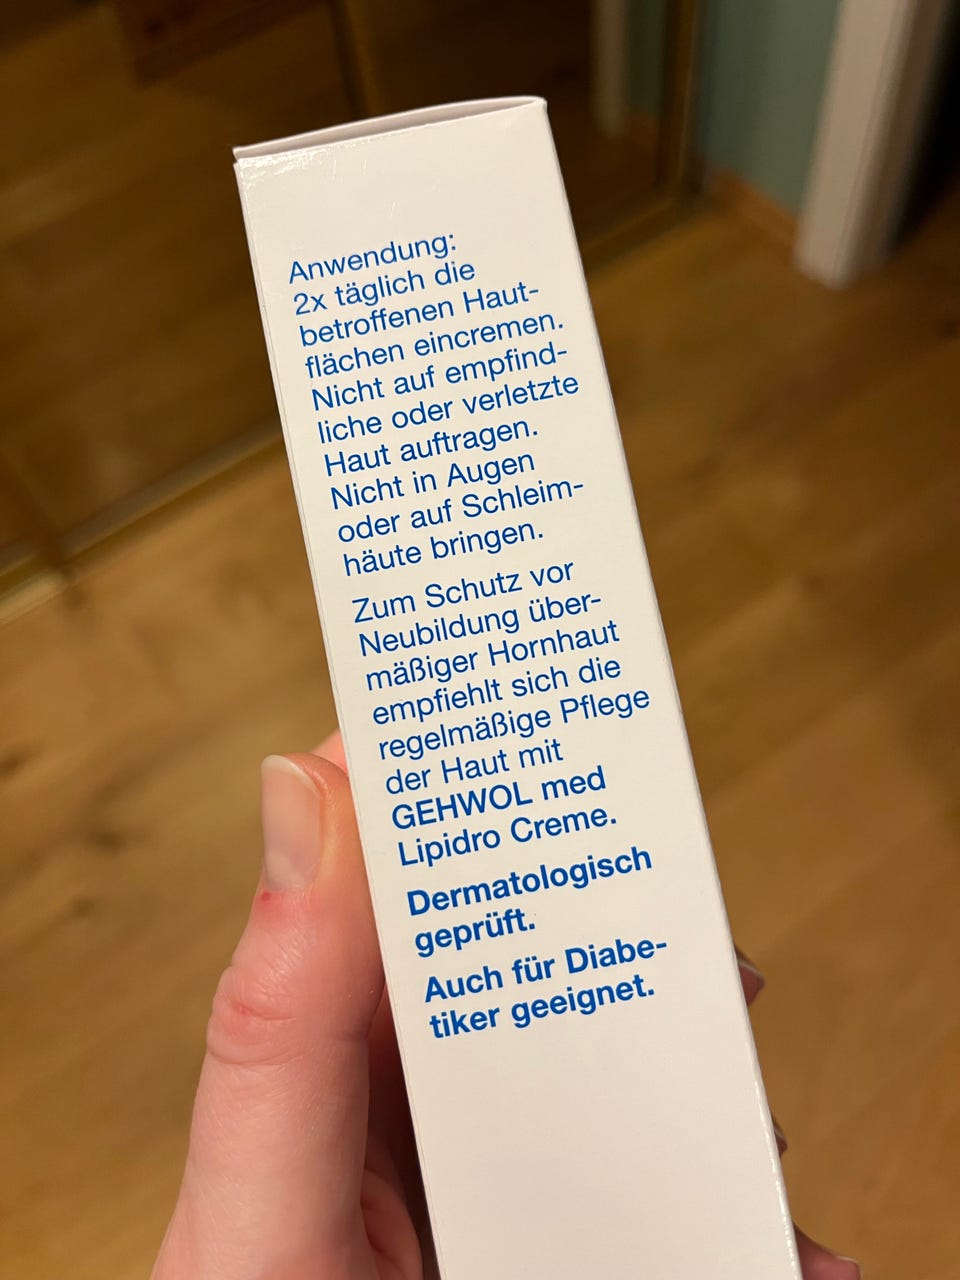 Anwendung:
2x täglich die
betroffenen Haut-
flächen eincremen.
Nicht auf empfind-
liche oder verletzte
Haut auftragen.
Nicht in Augen
oder auf Schleim-
häute bringen.
Zum Schutz vor
Neubildung über-
mäßiger Hornhaut
empfiehlt sich die
regelmäßige Pflege
der Haut mit
GEHWOL med
Lipidro Creme.
Dermatologisch
geprüft.
Auch für Diabe-
tiker geeignet.